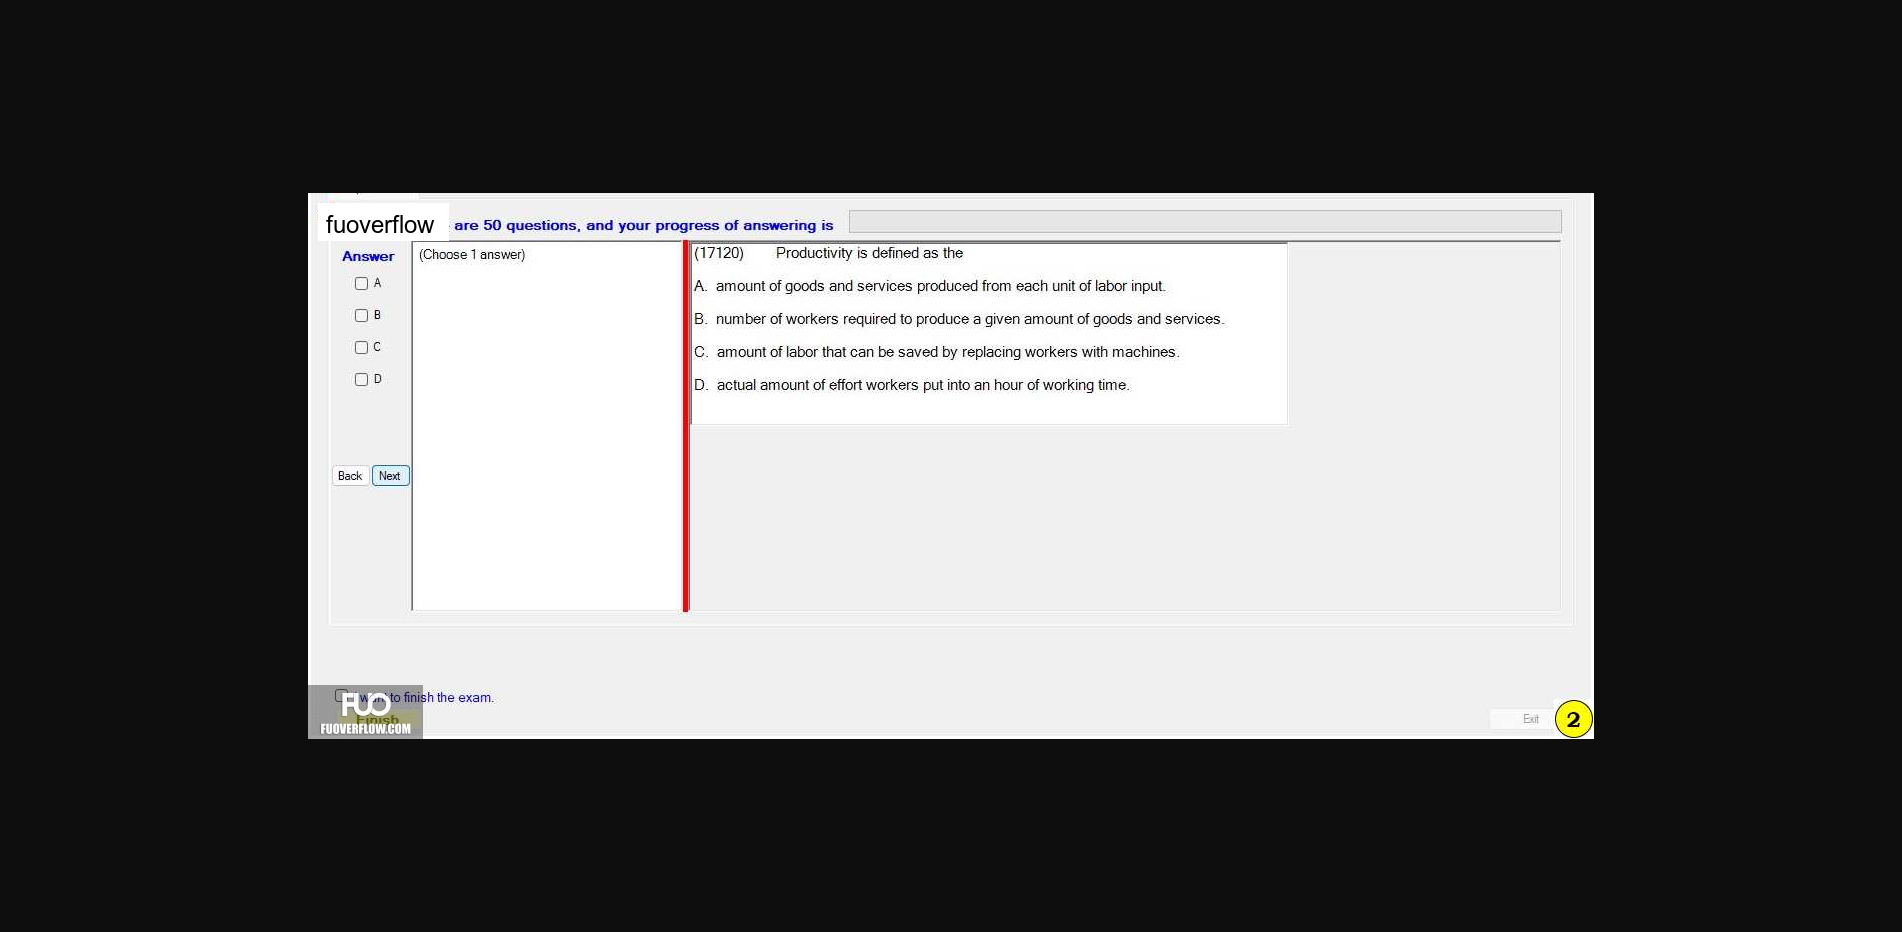 fuoverflow are 50 questions, and your progress of answering is
Answer
(Choose 1 answer)
A
B
C
D
Back Next
(17120) Productivity is defined as the
A. amount of goods and services produced from each unit of labor input.
B. number of workers required to produce a given amount of goods and services.
C. amount of labor that can be saved by replacing workers with machines.
D. actual amount of effort workers put into an hour of working time.
want to finish the exam.
Finish
FUO
FUOVERFLOW.COM
Exit
2